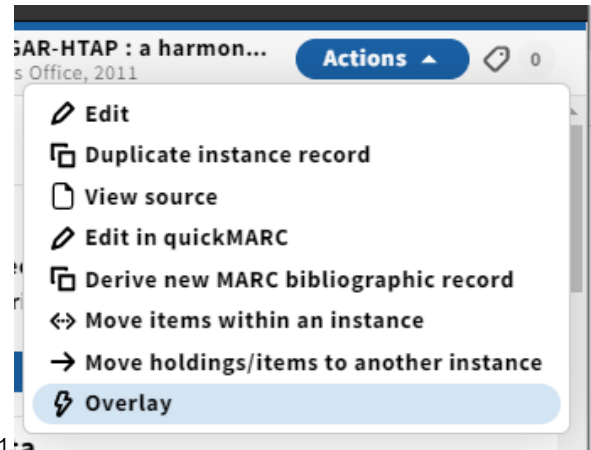 GAR-HTAP : a harmon...
s Office, 2011
Actions
0
Edit
Duplicate instance record
View source
Edit in quickMARC
Derive new MARC bibliographic record
Move items within an instance
Move holdings/items to another instance
Overlay